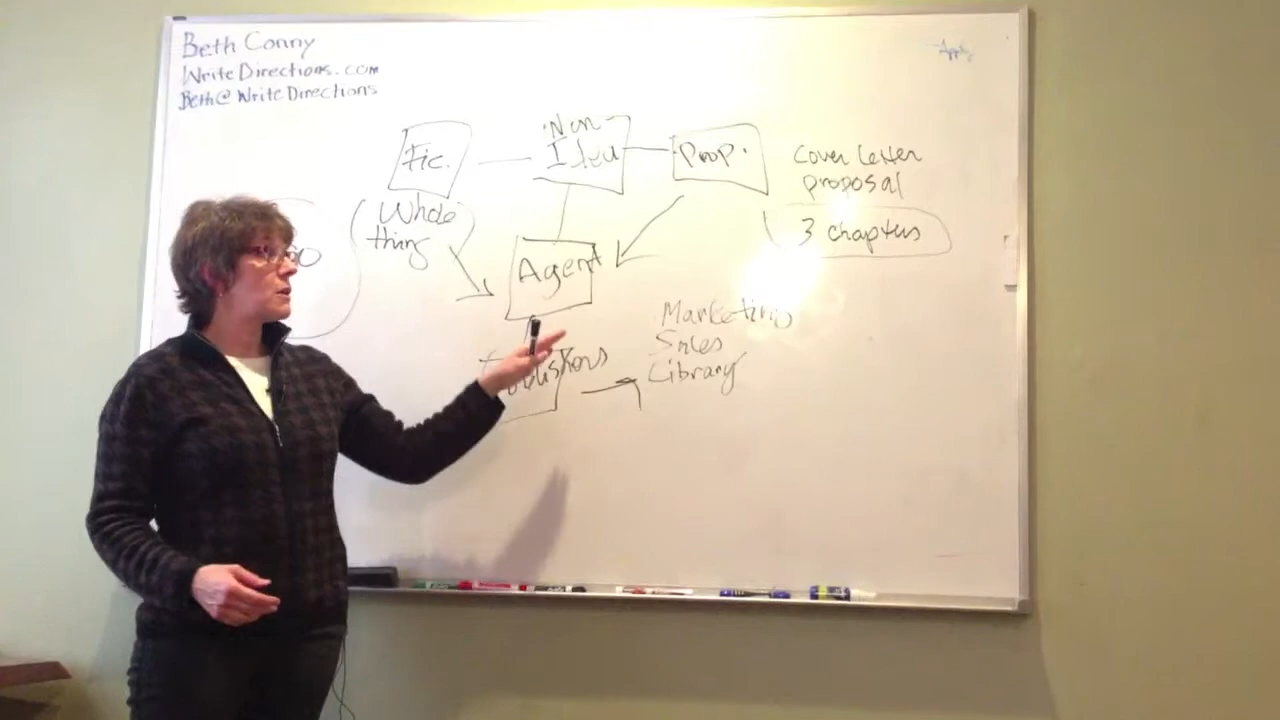 Beth Conny
WriteDirections.com
Beth@WriteDirections
Fic.
Non
Idea
Prop.
Cover letter
proposal
3 chapters
Whole
thing
Agent
Marketing
Sales
Library